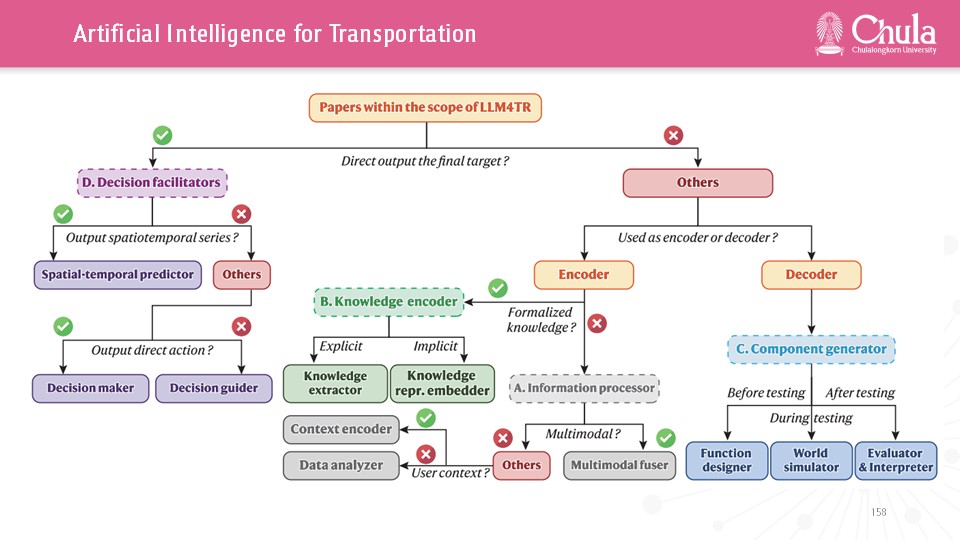 Artificial Intelligence for Transportation
Chula
Chulalongkorn University
Papers within the scope of LLM4TR
Direct output the final target?
D. Decision facilitators
Others
Output spatiotemporal series?
Used as encoder or decoder?
Spatial-temporal predictor
Others
Encoder
Decoder
B. Knowledge encoder
Formalized
knowledge?
Output direct action?
Explicit
Implicit
C. Component generator
Decision maker
Decision guider
Knowledge
extractor
Knowledge
repr. embedder
A. Information processor
Before testing
After testing
During testing
Context encoder
Multimodal?
Data analyzer
User context?
Others
Multimodal fuser
Function
designer
World
simulator
Evaluator
& Interpreter
158